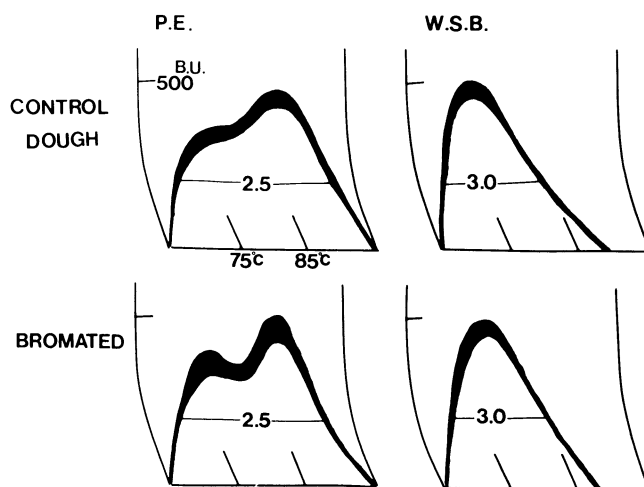 P.E. W.S.B.
B.U.
500
CONTROL
DOUGH
2.5 3.0
75°c 85°c
BROMATED
2.5 3.0